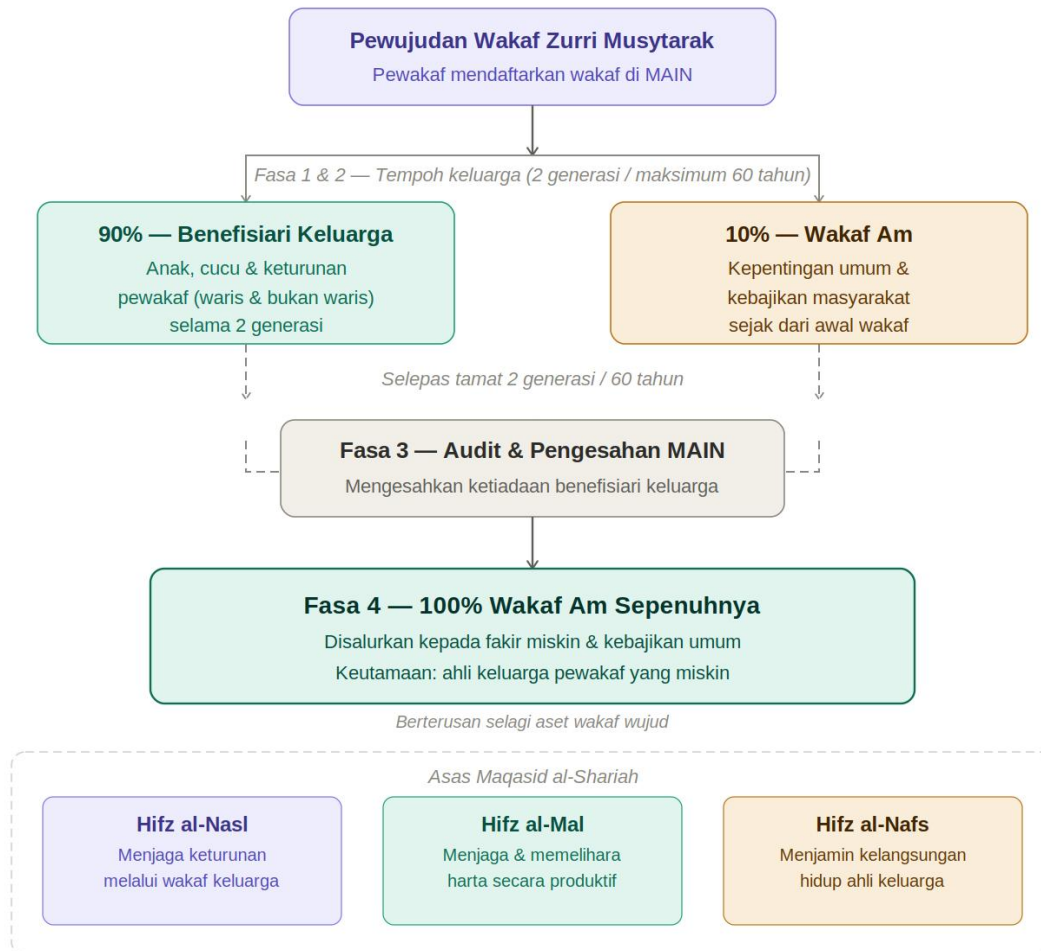 Pewujudan Wakaf Zurri Musytarak
Pewakaf mendaftarkan wakaf di MAIN
Fasa 1 & 2 — Tempoh keluarga (2 generasi / maksimum 60 tahun)
90% — Benefisiari Keluarga
Anak, cucu & keturunan
pewakaf (waris & bukan waris)
selama 2 generasi
10% — Wakaf Am
Kepentingan umum &
kebajikan masyarakat
sejak dari awal wakaf
Selepas tamat 2 generasi / 60 tahun
Fasa 3 — Audit & Pengesahan MAIN
Mengesahkan ketiadaan benefisiari keluarga
Fasa 4 — 100% Wakaf Am Sepenuhnya
Disalurkan kepada fakir miskin & kebajikan umum
Keutamaan: ahli keluarga pewakaf yang miskin
Berterusan selagi aset wakaf wujud
Asas Maqasid al-Shariah
Hifz al-Nasl
Menjaga keturunan
melalui wakaf keluarga
Hifz al-Mal
Menjaga & memelihara
harta secara produktif
Hifz al-Nafs
Menjamin kelangsungan
hidup ahli keluarga